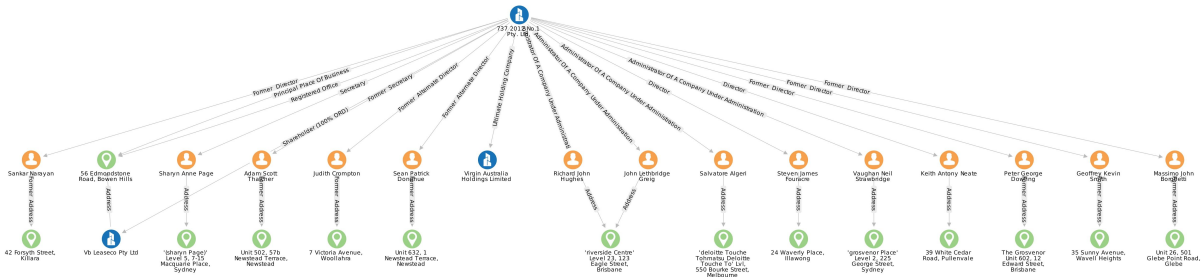 737 2012 No.1
Pty. Ltd
Former Director
Principal Place Of Business
Registered Office
Secretary
Former Secretary
Shareholder (100% ORD)
Former Alternate Director
Former Alternate Director
Ultimate Holding Company
Administrator Of A Company Under Administration
Administrator Of A Company Under Administration
Director
Administrator Of A Company Under Administration
Director
Former Director
Former Director
Former Director
Sankar Narayan
56 Edmondstone
Road, Bowen Hills
Sharyn Anne Page
Adam Scott
Thatcher
Judith Crompton
Sean Patrick
Donohue
Virgin Australia
Holdings Limited
Richard John
Hughes
John Lethbridge
Greig
Salvatore Algeri
Steven James
Fouracre
Vaughan Neil
Strawbridge
Keith Antony Neate
Peter George
Dowling
Geoffrey Kevin
Smith
Massimo John
Borghetti
Former Address
Address
Former Address
Former Address
Former Address
Former Address
Address
Address
Former Address
Former Address
Former Address
Former Address
Former Address
Former Address
Former Address
42 Forsyth Street,
Killara
Vb Leaseco Pty Ltd
'(sharyn Page)'
Level 5, 7-15
Macquarie Place,
Sydney
Unit 502, 57b
Newstead Terrace,
Newstead
7 Victoria Avenue,
Woollahra
Unit 632, 1
Newstead Terrace,
Newstead
'riverside Centre'
Level 23, 123
Eagle Street,
Brisbane
'deloitte Touche
Tohmatsu Deloitte
Touche To' Lvl,
550 Bourke Street,
Melbourne
24 Waverly Place,
Illawong
'grosvenor Place'
Level 2, 225
George Street,
Sydney
39 White Cedar
Road, Pullenvale
The Grosvenor
Unit 602, 12
Edward Street,
Brisbane
35 Sunny Avenue,
Wavell Heights
Unit 26, 501
Glebe Point Road,
Glebe